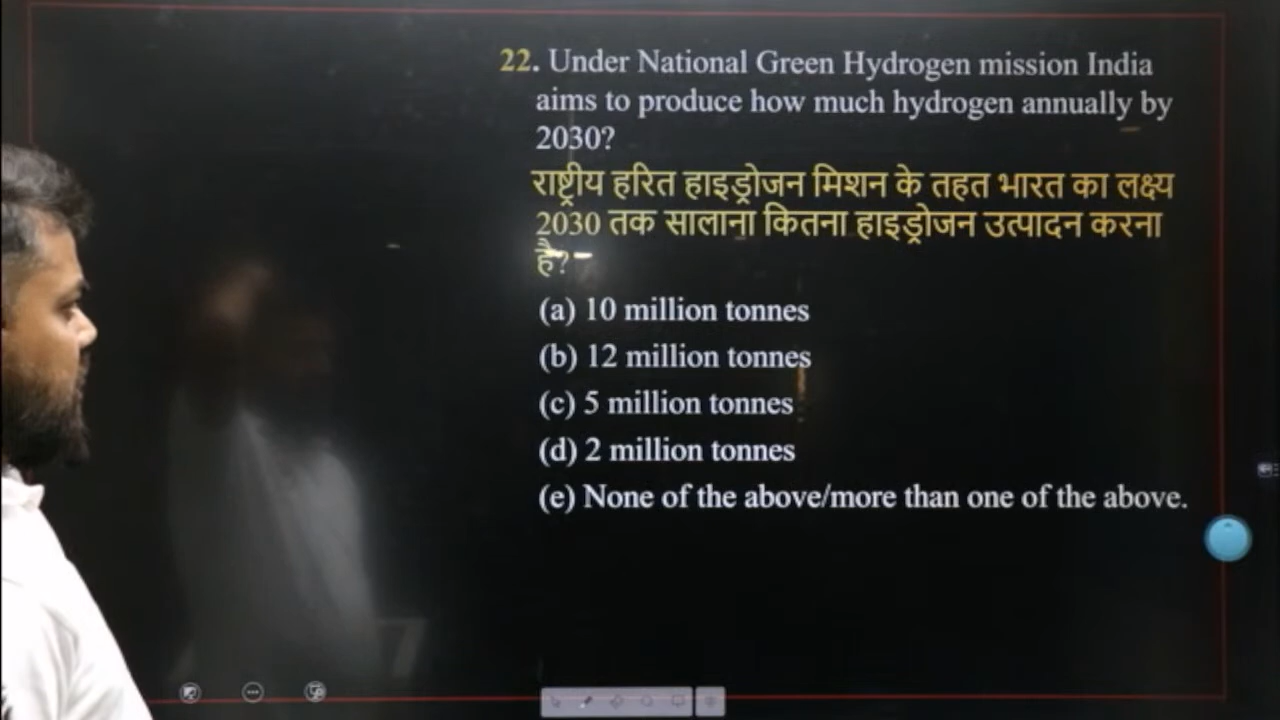 22. Under National Green Hydrogen mission India
aims to produce how much hydrogen annually by
2030?
राष्ट्रीय हरित हाइड्रोजन मिशन के तहत भारत का लक्ष्य
2030 तक सालाना कितना हाइड्रोजन उत्पादन करना
है?
(a) 10 million tonnes
(b) 12 million tonnes
(c) 5 million tonnes
(d) 2 million tonnes
(e) None of the above/more than one of the above.